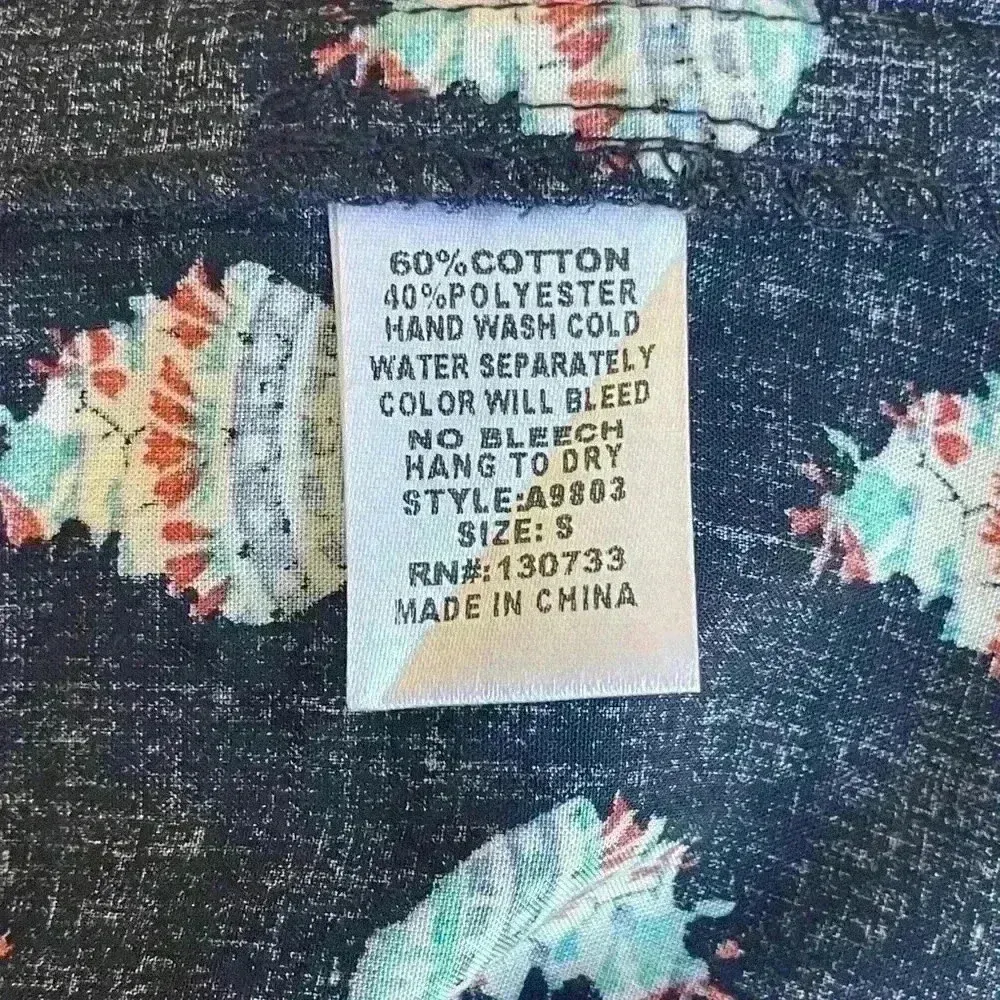 60%COTTON
40%POLYESTER
HAND WASH COLD
WATER SEPARATELY
COLOR WILL BLEED
NO BLEECH
HANG TO DRY
STYLE:A9803
SIZE: S
RN#:130733
MADE IN CHINA